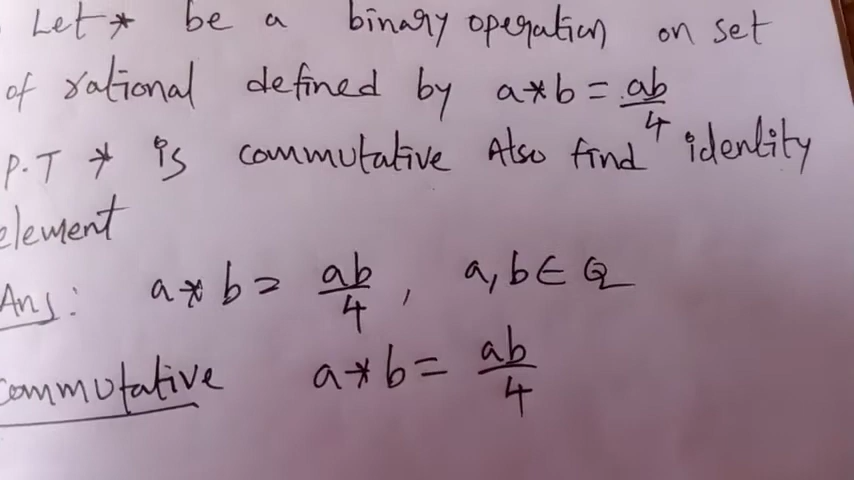 Let * be a binary operation on set
of rational defined by a*b = ab/4
P.T * is commutative Also find identity
element
Ans: a*b = ab/4 , a,b ∈ Q
commutative a*b = ab/4